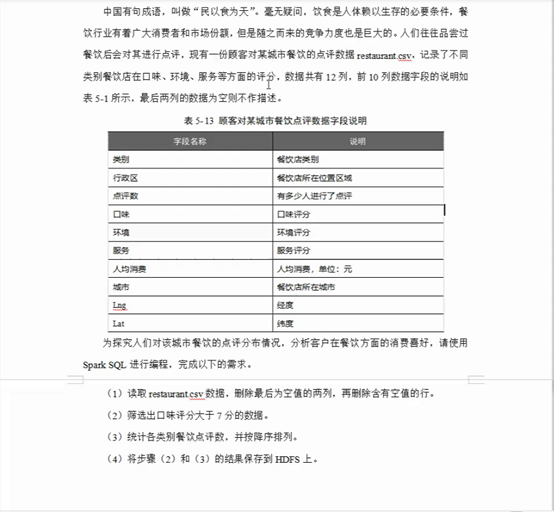 中国有句成语，叫做“民以食为天”。毫无疑问，饮食是人体赖以生存的必要条件，餐
饮行业有着广大消费者和市场份额，但是随之而来的竞争力度也是巨大的。人们往往品尝过
餐饮后会对其进行点评，现有一份顾客对某城市餐饮的点评数据 restaurant.csv，记录了不同
类别餐饮店在口味、环境、服务等方面的评分，数据共有 12 列，前 10 列数据字段的说明如
表 5-1 所示，最后两列的数据为空则不作描述。
表 5-13 顾客对某城市餐饮点评数据字段说明
字段名称 说明
类别 餐饮店类别
行政区 餐饮店所在位置区域
点评数 有多少人进行了点评
口味 口味评分
环境 环境评分
服务 服务评分
人均消费 人均消费，单位：元
城市 餐饮店所在城市
Lng 经度
Lat 纬度
为探究人们对该城市餐饮的点评分布情况，分析客户在餐饮方面的消费喜好，请使用
Spark SQL 进行编程，完成以下的需求。
（1）读取 restaurant.csv 数据，删除最后为空值的两列，再删除含有空值的行。
（2）筛选出口味评分大于 7 分的数据。
（3）统计各类别餐饮点评数，并按降序排列。
（4）将步骤（2）和（3）的结果保存到 HDFS 上。